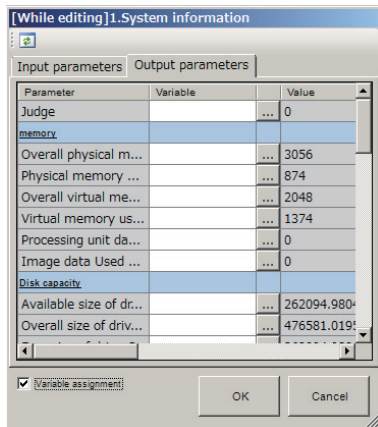 [While editing]1.System information
Input parameters Output parameters
Parameter Variable Value
Judge ... 0
memory
Overall physical m... ... 3056
Physical memory ... ... 874
Overall virtual me... ... 2048
Virtual memory us... ... 1374
Processing unit da... ... 0
Image data Used ... ... 0
Disk capacity
Available size of dr... ... 262094.980
Overall size of driv... ... 476581.019
Variable assignment
OK Cancel